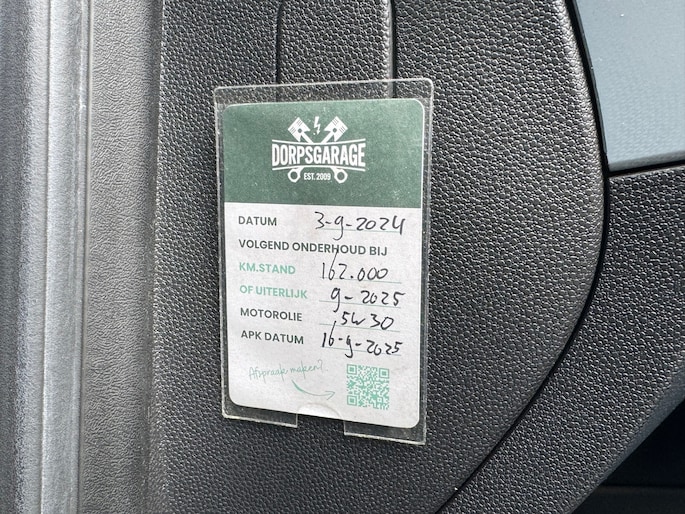 DORPSGARAGE
EST. 2009
DATUM 3-9-2024
VOLGEND ONDERHOUD BIJ
KM.STAND 162.000
OF UITERLIJK 9-2025
MOTOROLIE 5W30
APK DATUM 16-9-2025
Afspraak maken?